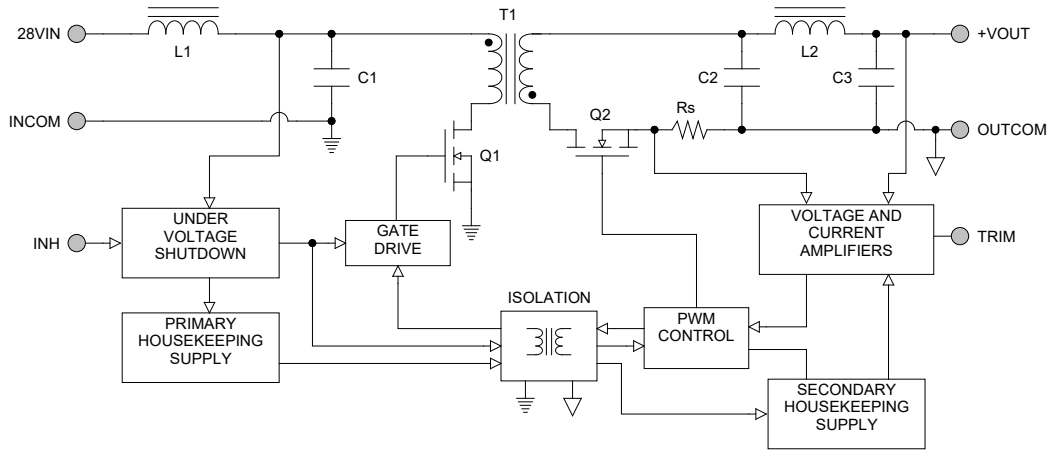 T1
28VIN
L1
C1
INCOM
Q1
C2
L2
C3
+VOUT
Q2
Rs
OUTCOM
INH
UNDER
VOLTAGE
SHUTDOWN
GATE
DRIVE
VOLTAGE AND
CURRENT
AMPLIFIERS
TRIM
PRIMARY
HOUSEKEEPING
SUPPLY
ISOLATION
PWM
CONTROL
SECONDARY
HOUSEKEEPING
SUPPLY